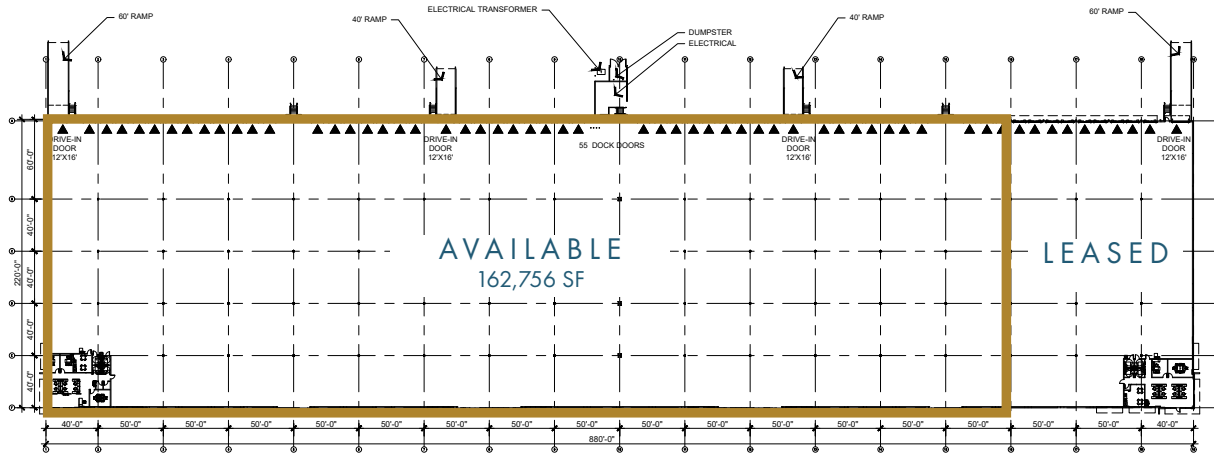 60' RAMP
40' RAMP
ELECTRICAL TRANSFORMER
DUMPSTER
ELECTRICAL
40' RAMP
60' RAMP
DRIVE-IN
DOOR
12'X16'
DRIVE-IN
DOOR
12'X16'
55 DOCK DOORS
DRIVE-IN
DOOR
12'X16'
DRIVE-IN
DOOR
12'X16'
60'-0"
40'-0"
40'-0"
40'-0"
40'-0"
220'-0"
AVAILABLE
162,756 SF
LEASED
40'-0" 50'-0" 50'-0" 50'-0" 50'-0" 50'-0" 50'-0" 50'-0" 50'-0" 50'-0" 50'-0" 50'-0" 50'-0" 50'-0" 50'-0" 50'-0" 50'-0" 40'-0"
880'-0"